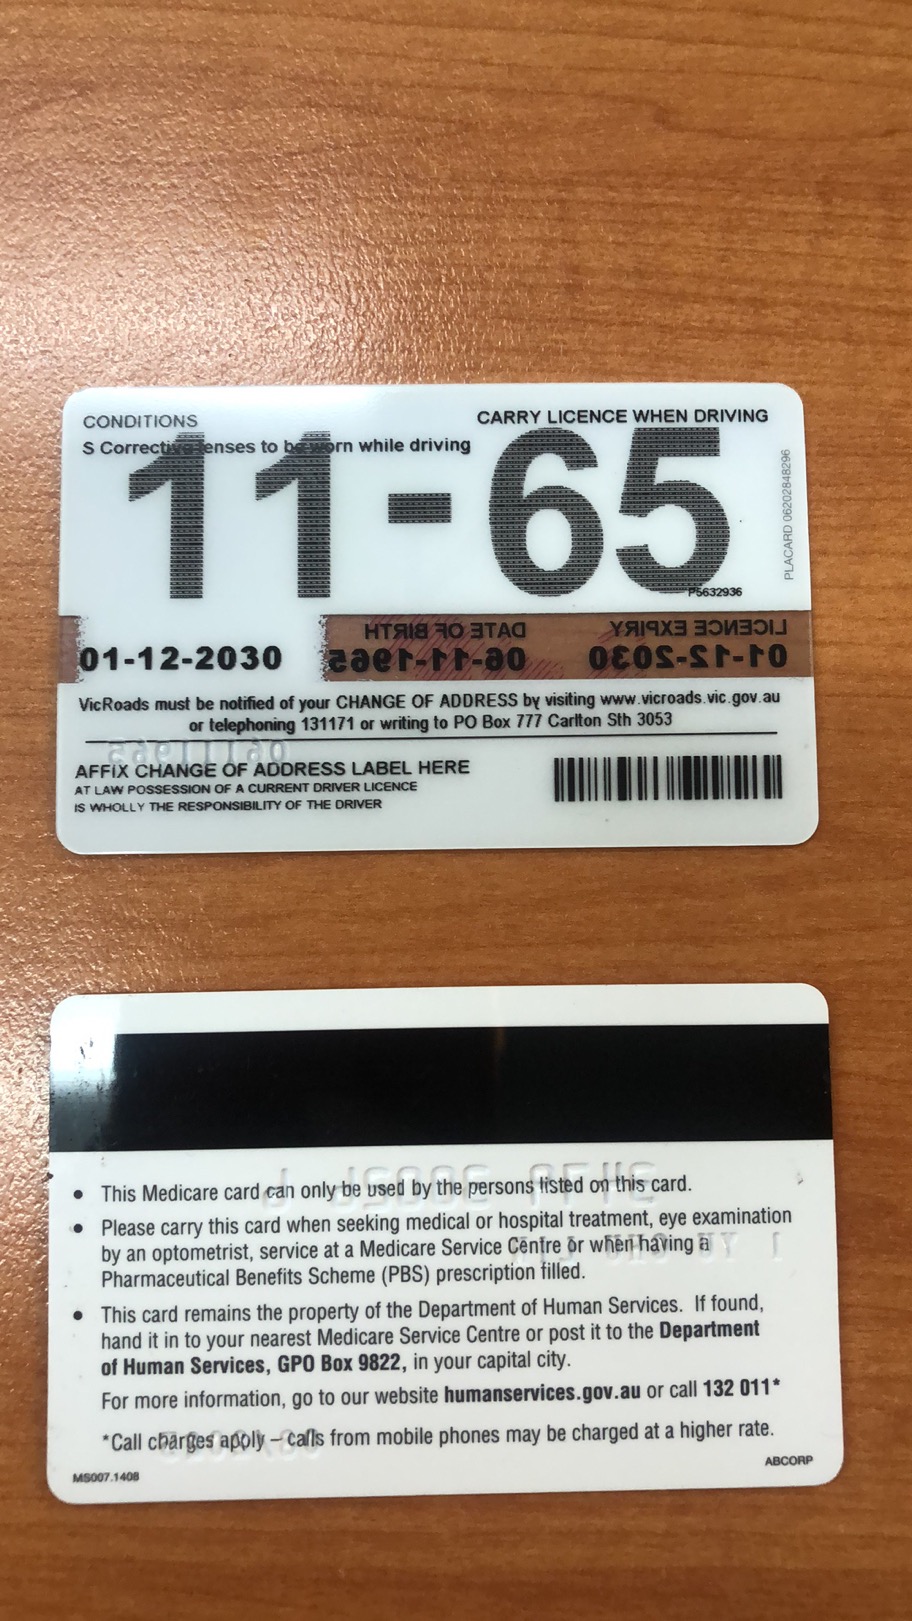 CONDITIONS
CARRY LICENCE WHEN DRIVING
S Corrective lenses to be worn while driving
11-65
PLACARD 06202848296
P5632936
DATE OF BIRTH
LICENCE EXPIRY
01-12-2030
06-11-1965
01-12-2030
VicRoads must be notified of your CHANGE OF ADDRESS by visiting www.vicroads.vic.gov.au
or telephoning 131171 or writing to PO Box 777 Carlton Sth 3053
06111965
AFFIX CHANGE OF ADDRESS LABEL HERE
AT LAW POSSESSION OF A CURRENT DRIVER LICENCE
IS WHOLLY THE RESPONSIBILITY OF THE DRIVER
• This Medicare card can only be used by the persons listed on this card.
• Please carry this card when seeking medical or hospital treatment, eye examination
by an optometrist, service at a Medicare Service Centre or when having a
Pharmaceutical Benefits Scheme (PBS) prescription filled.
• This card remains the property of the Department of Human Services. If found,
hand it in to your nearest Medicare Service Centre or post it to the Department
of Human Services, GPO Box 9822, in your capital city.
For more information, go to our website humanservices.gov.au or call 132 011*
*Call charges apply – calls from mobile phones may be charged at a higher rate.
ABCORP
MS007.1408